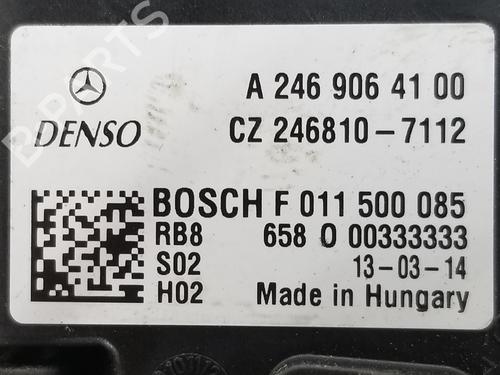 A 246 906 41 00
DENSO
CZ 246810-7112
BOSCH F 011 500 085
RB8 658 0 00333333
S02 13-03-14
H02 Made in Hungary